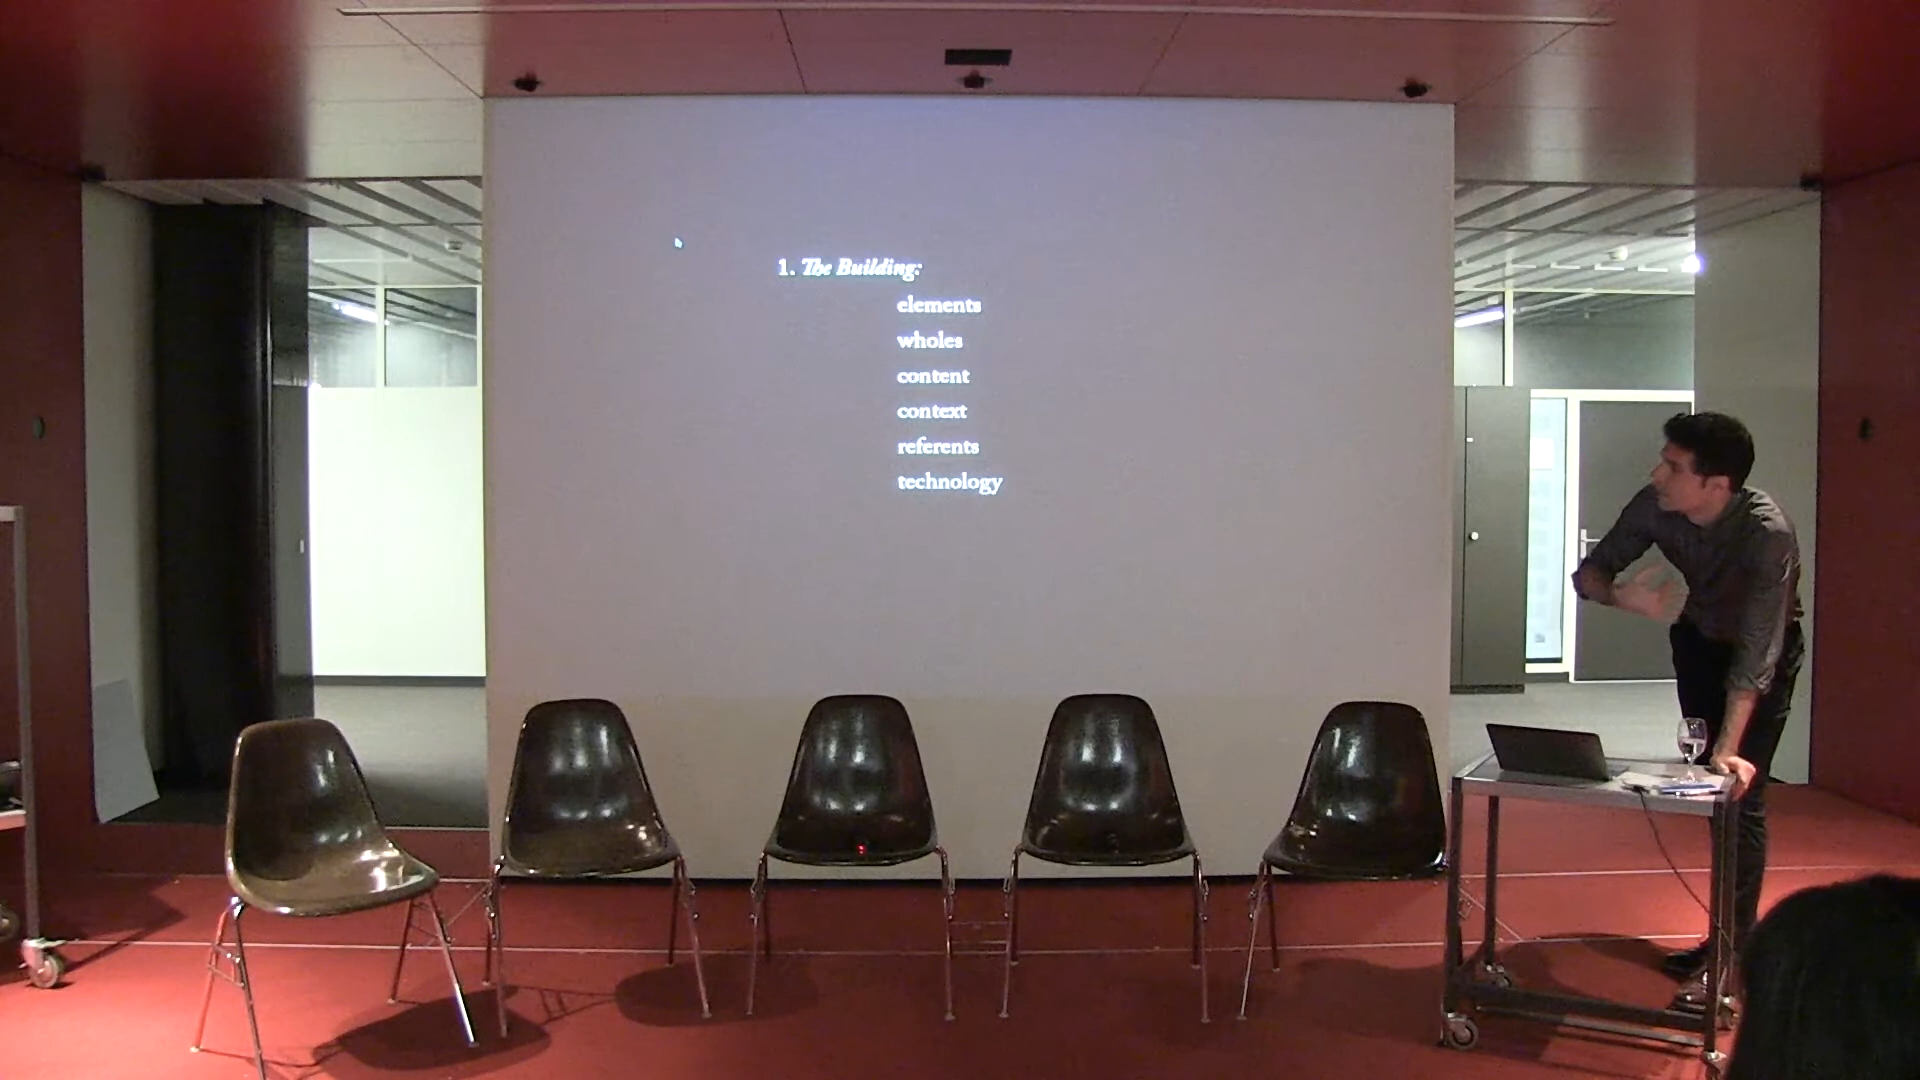 1. The Building:
elements
wholes
content
context
referents
technology